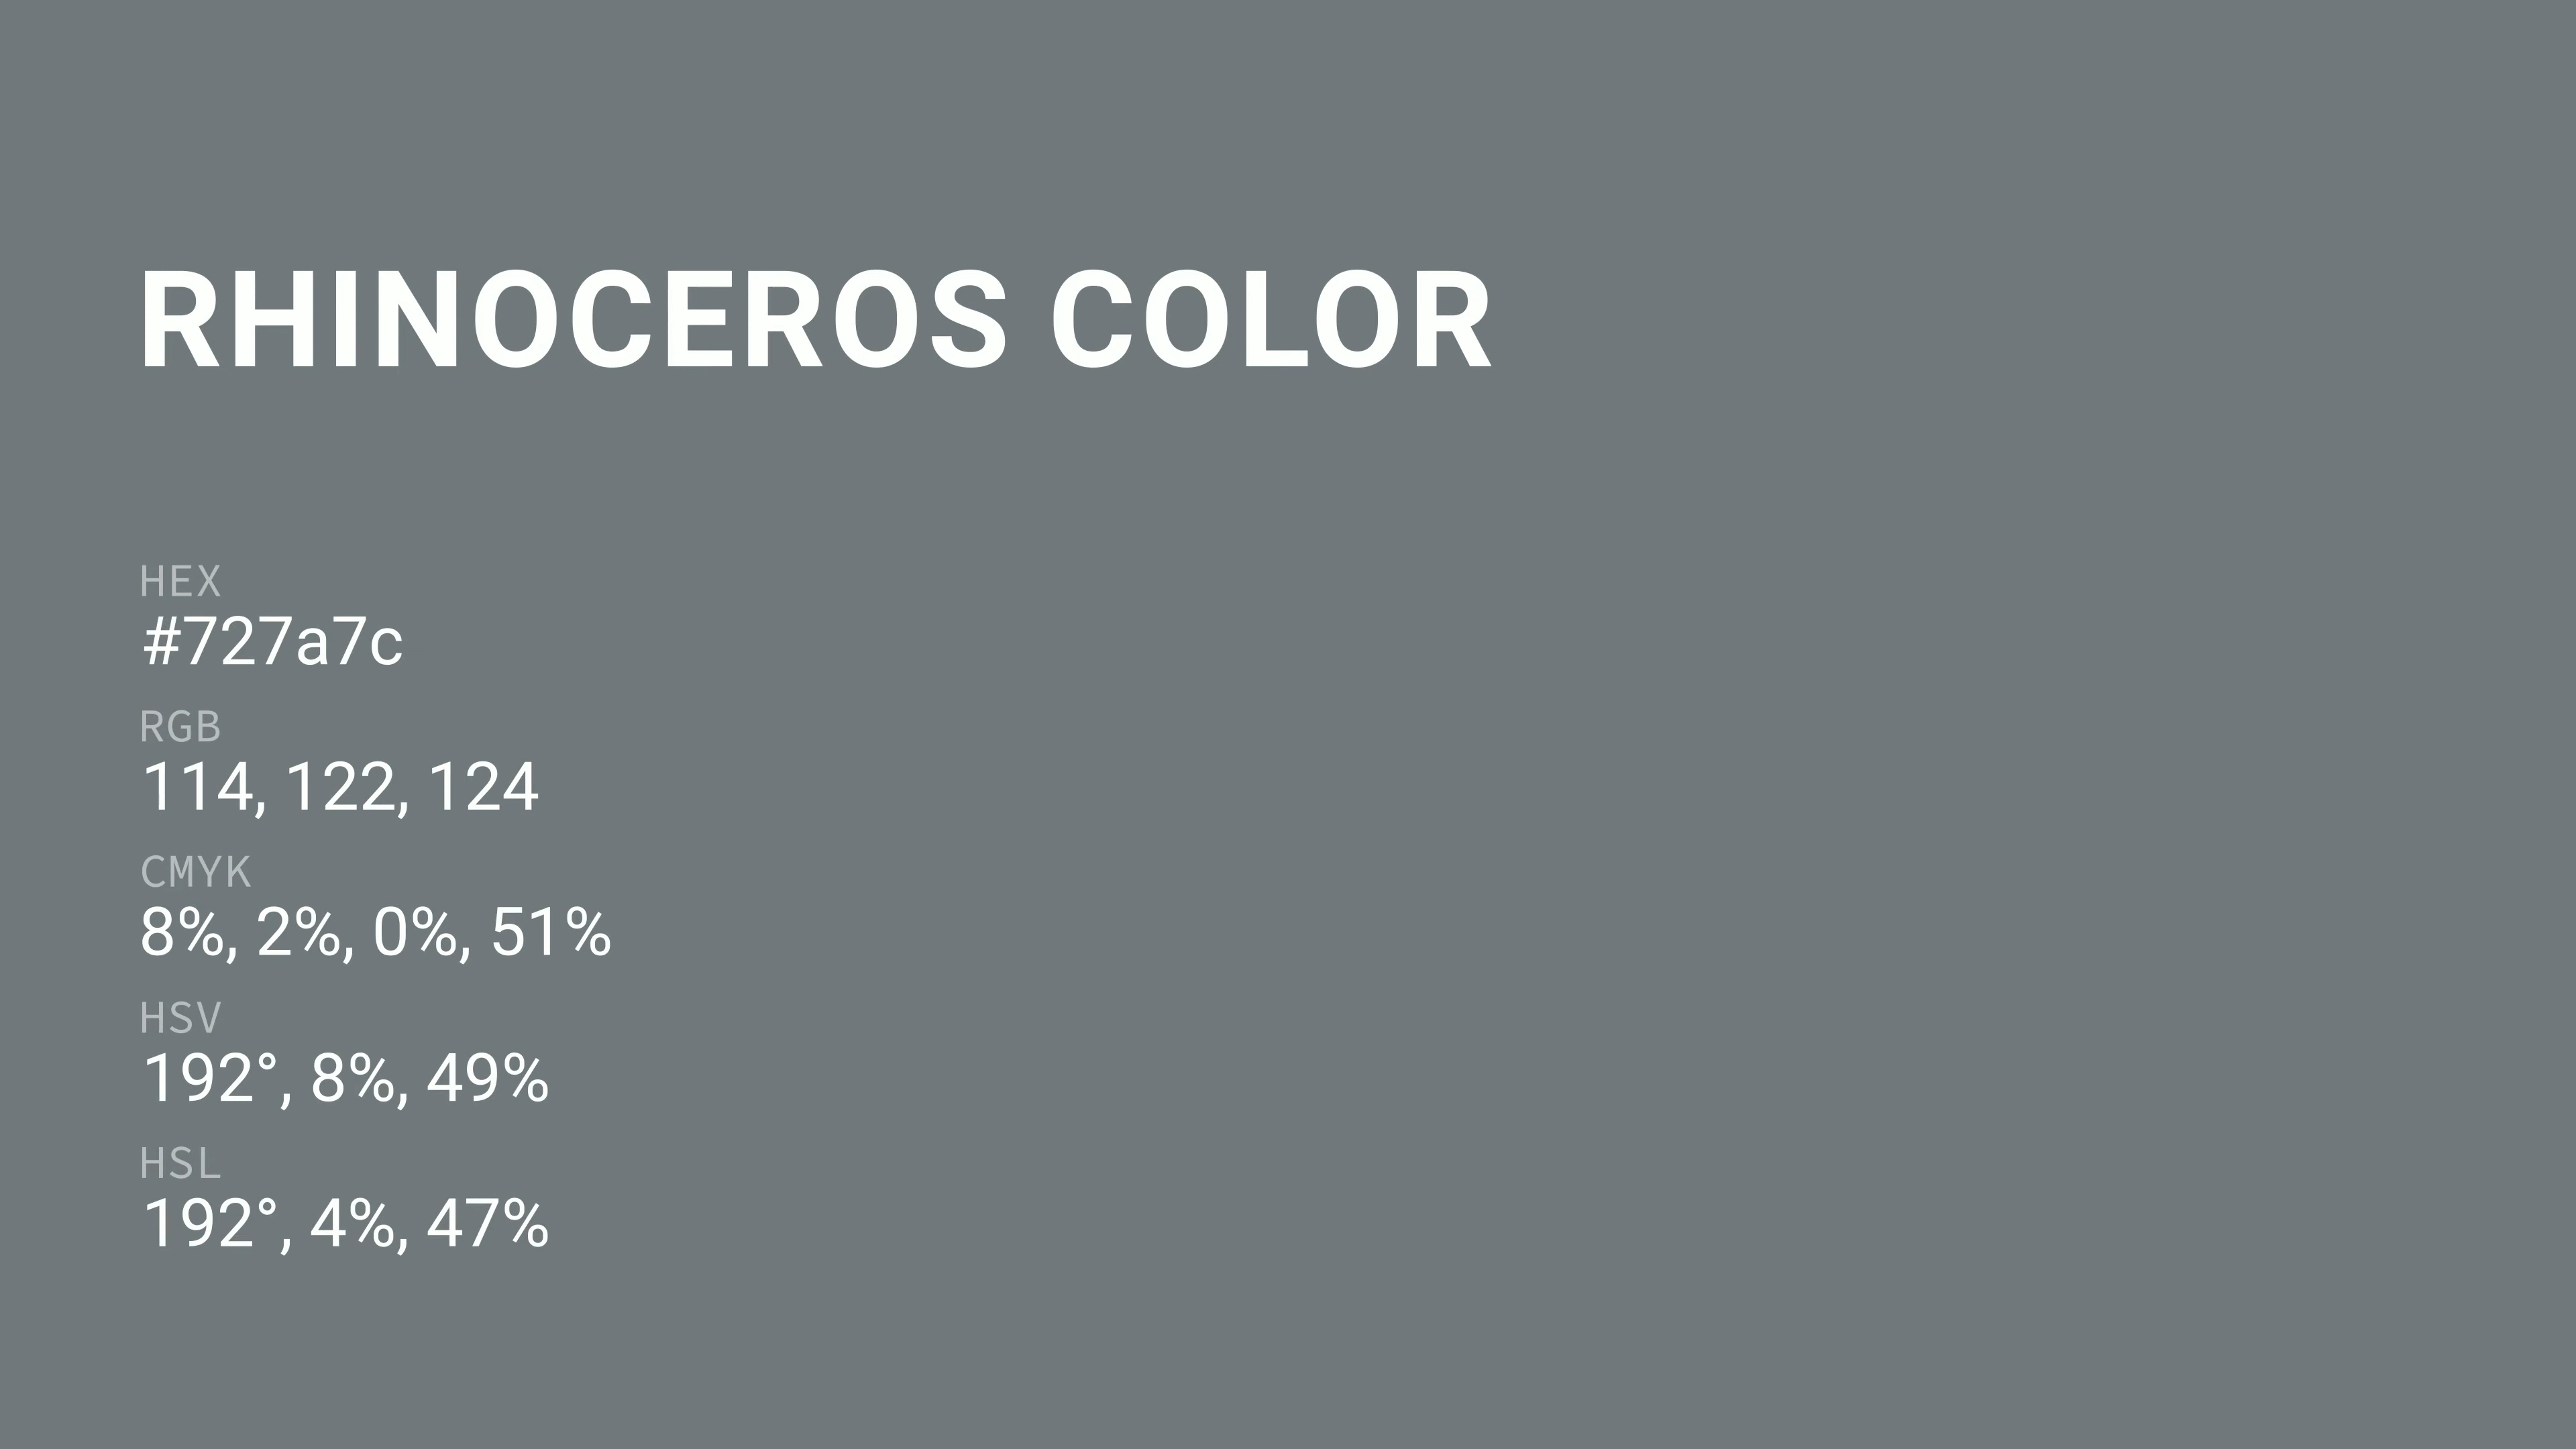 RHINOCEROS COLOR
HEX
#727a7c
RGB
114, 122, 124
CMYK
8%, 2%, 0%, 51%
HSV
192°, 8%, 49%
HSL
192°, 4%, 47%